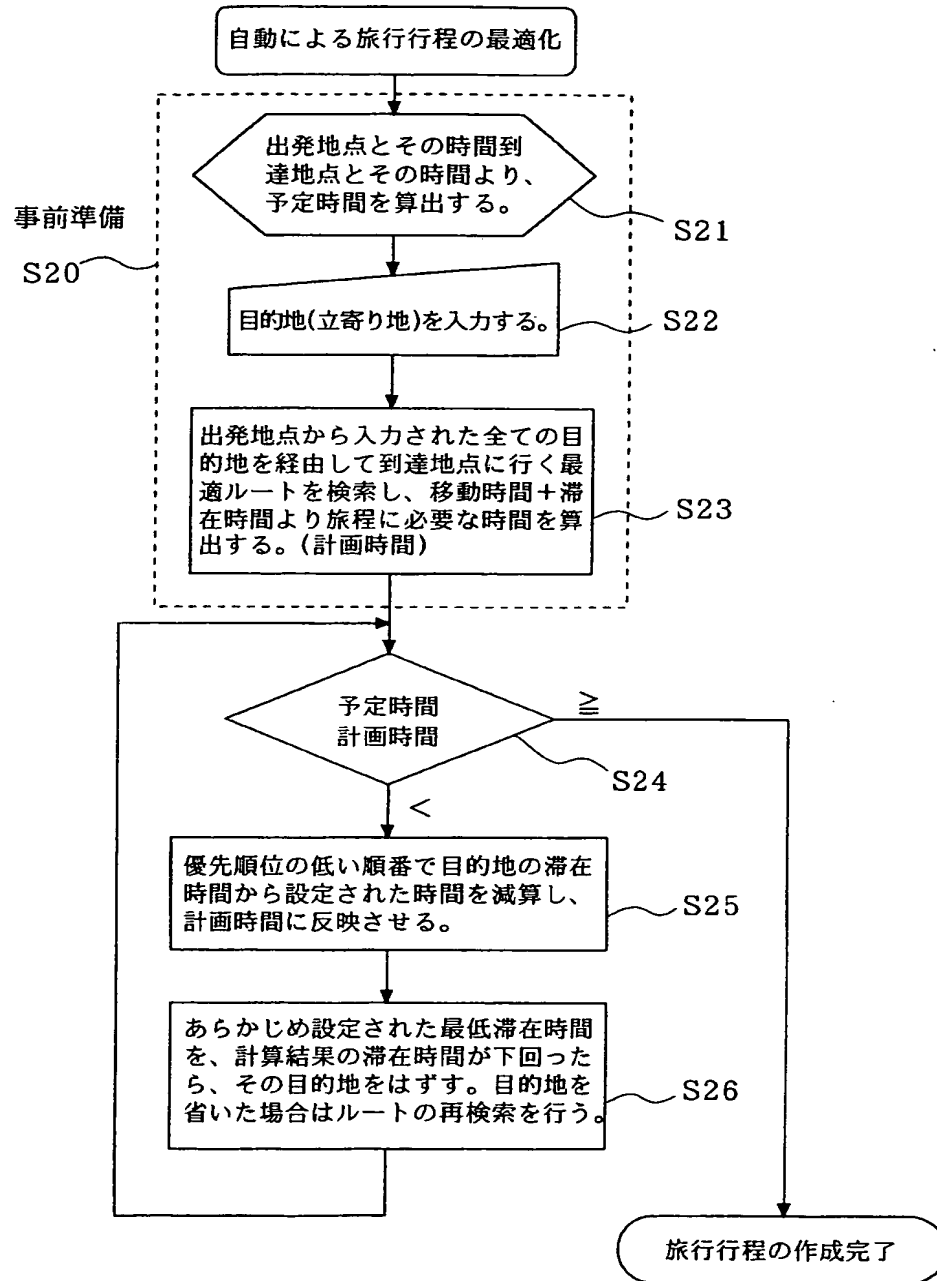 自動による旅行行程の最適化
出発地点とその時間到
達地点とその時間より、
予定時間を算出する。
S21
事前準備
S20
目的地(立寄り地)を入力する。
S22
出発地点から入力された全ての目
的地を経由して到達地点に行く最
適ルートを検索し、移動時間+滞
在時間より旅程に必要な時間を算
出する。(計画時間)
S23
予定時間
計画時間
≧
S24
<
優先順位の低い順番で目的地の滞在
時間から設定された時間を減算し、
計画時間に反映させる。
S25
あらかじめ設定された最低滞在時間
を、計算結果の滞在時間が下回った
ら、その目的地をはずす。目的地を
省いた場合はルートの再検索を行う。
S26
旅行行程の作成完了